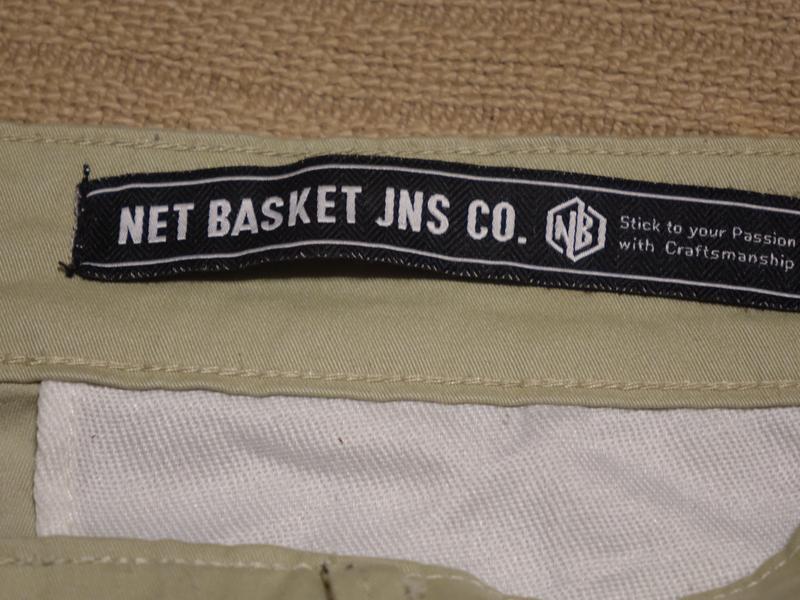 NET BASKET JNS CO. NB Stick to your Passion
with Craftsmanship